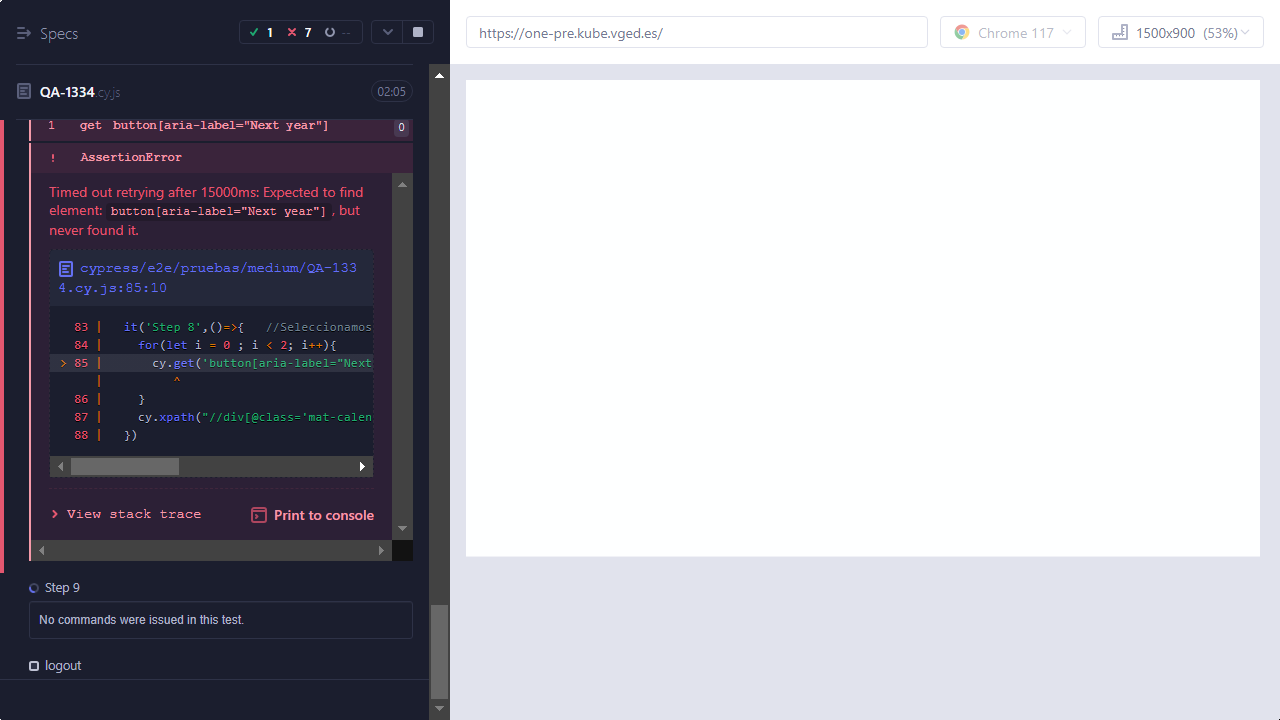 Specs
1
7
--
https://one-pre.kube.vged.es/
Chrome 117
1500x900 (53%)
QA-1334.cy.js
02:05
1 get button[aria-label="Next year"] 0
! AssertionError
Timed out retrying after 15000ms: Expected to find
element: button[aria-label="Next year"], but
never found it.
cypress/e2e/pruebas/medium/QA-133
4.cy.js:85:10
83 | it('Step 8',()=>{ //Seleccionamos
84 | for(let i = 0 ; i < 2; i++){
> 85 | cy.get('button[aria-label="Next
| ^
86 | }
87 | cy.xpath("//div[@class='mat-calen
88 | })
> View stack trace
Print to console
Step 9
No commands were issued in this test.
logout